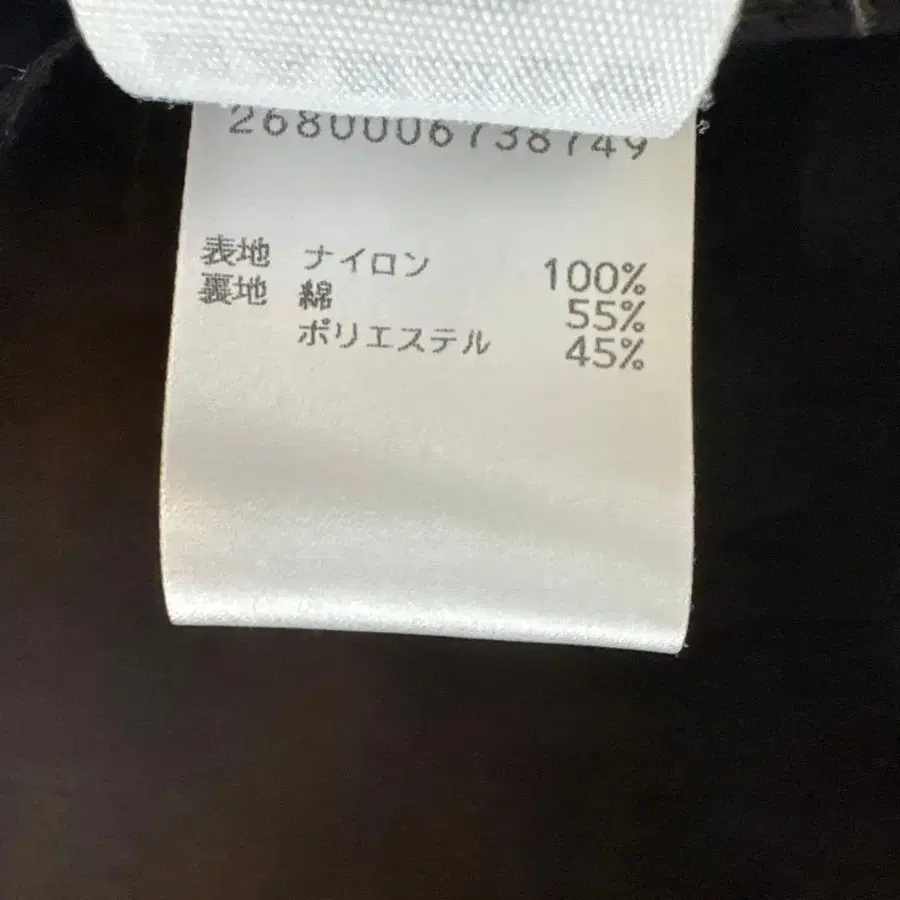 2680006738749
表地 ナイロン 100%
裏地 綿 55%
ポリエステル 45%